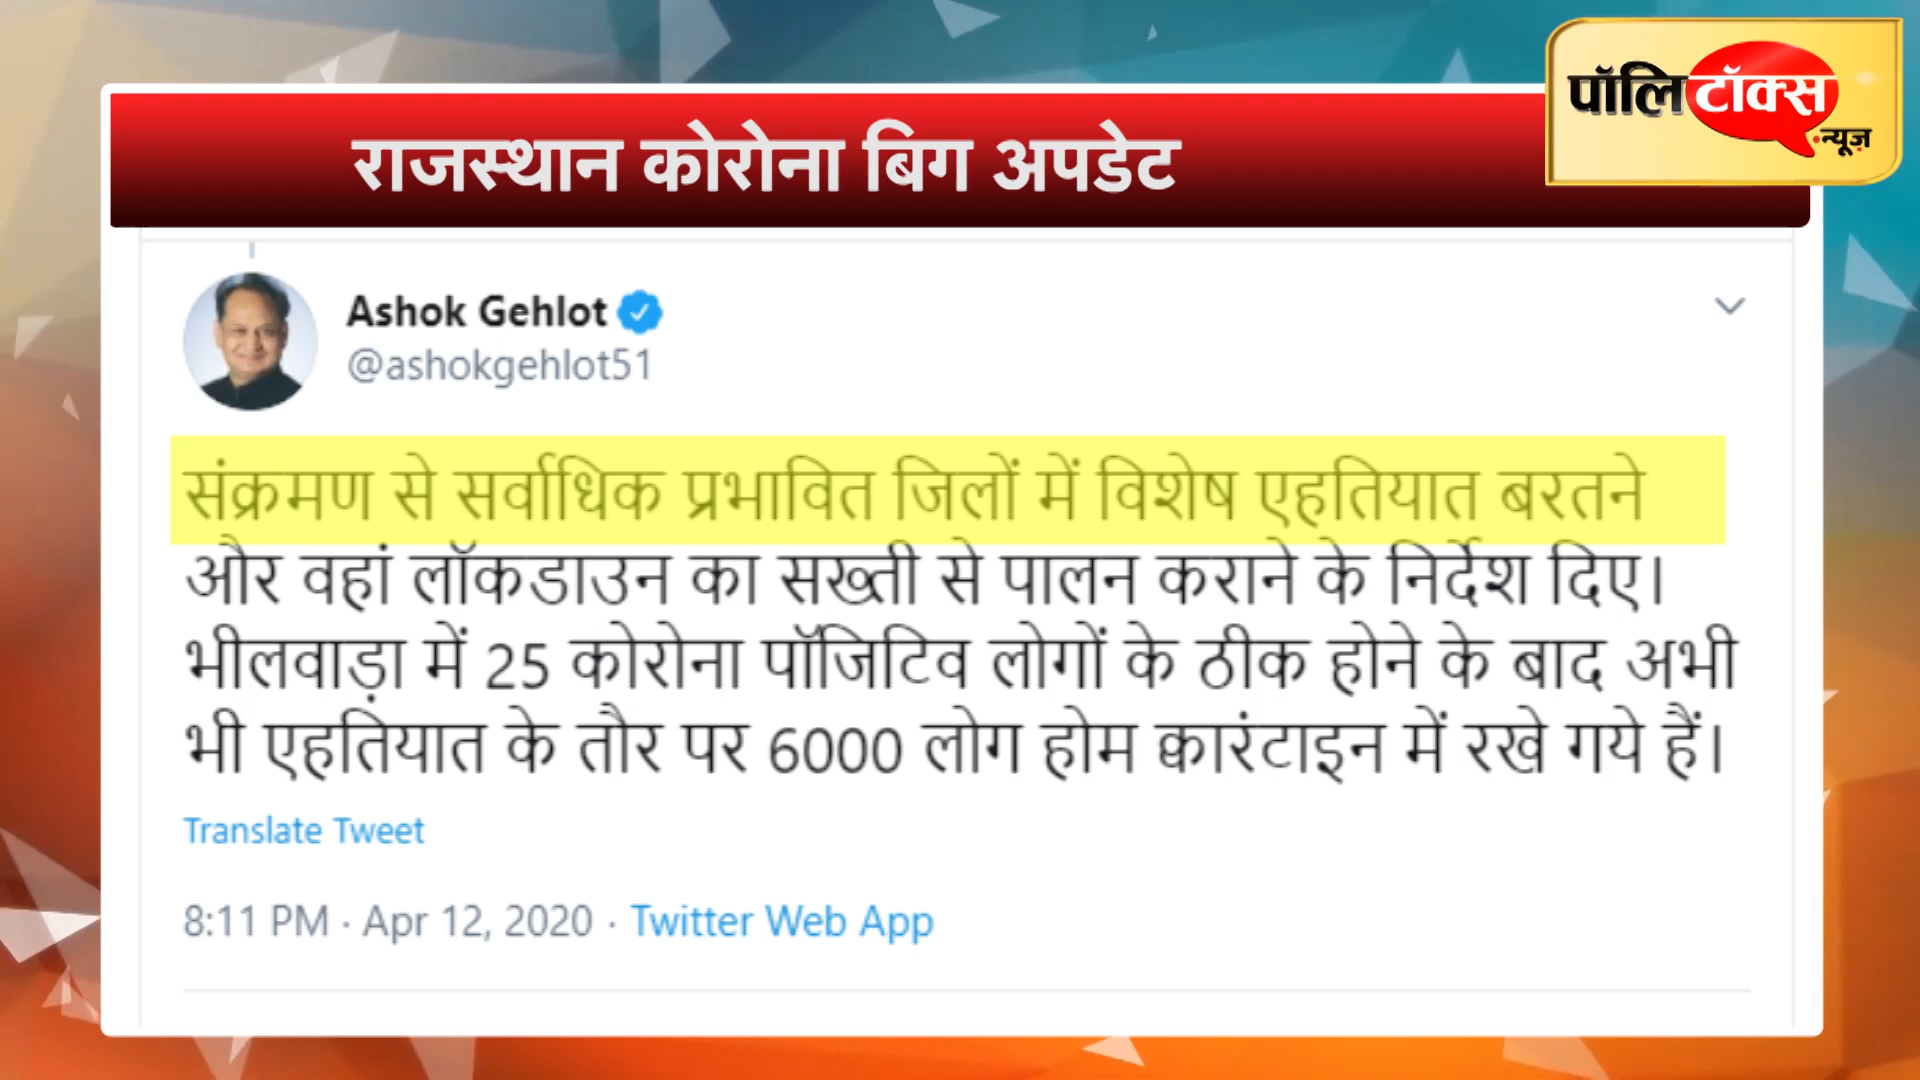 पॉलिटॉक्स
न्यूज़
राजस्थान कोरोना बिग अपडेट
Ashok Gehlot
@ashokgehlot51
संक्रमण से सर्वाधिक प्रभावित जिलों में विशेष एहतियात बरतने
और वहां लॉकडाउन का सख्ती से पालन कराने के निर्देश दिए।
भीलवाड़ा में 25 कोरोना पॉजिटिव लोगों के ठीक होने के बाद अभी
भी एहतियात के तौर पर 6000 लोग होम क्वारंटाइन में रखे गये हैं।
Translate Tweet
8:11 PM · Apr 12, 2020 · Twitter Web App